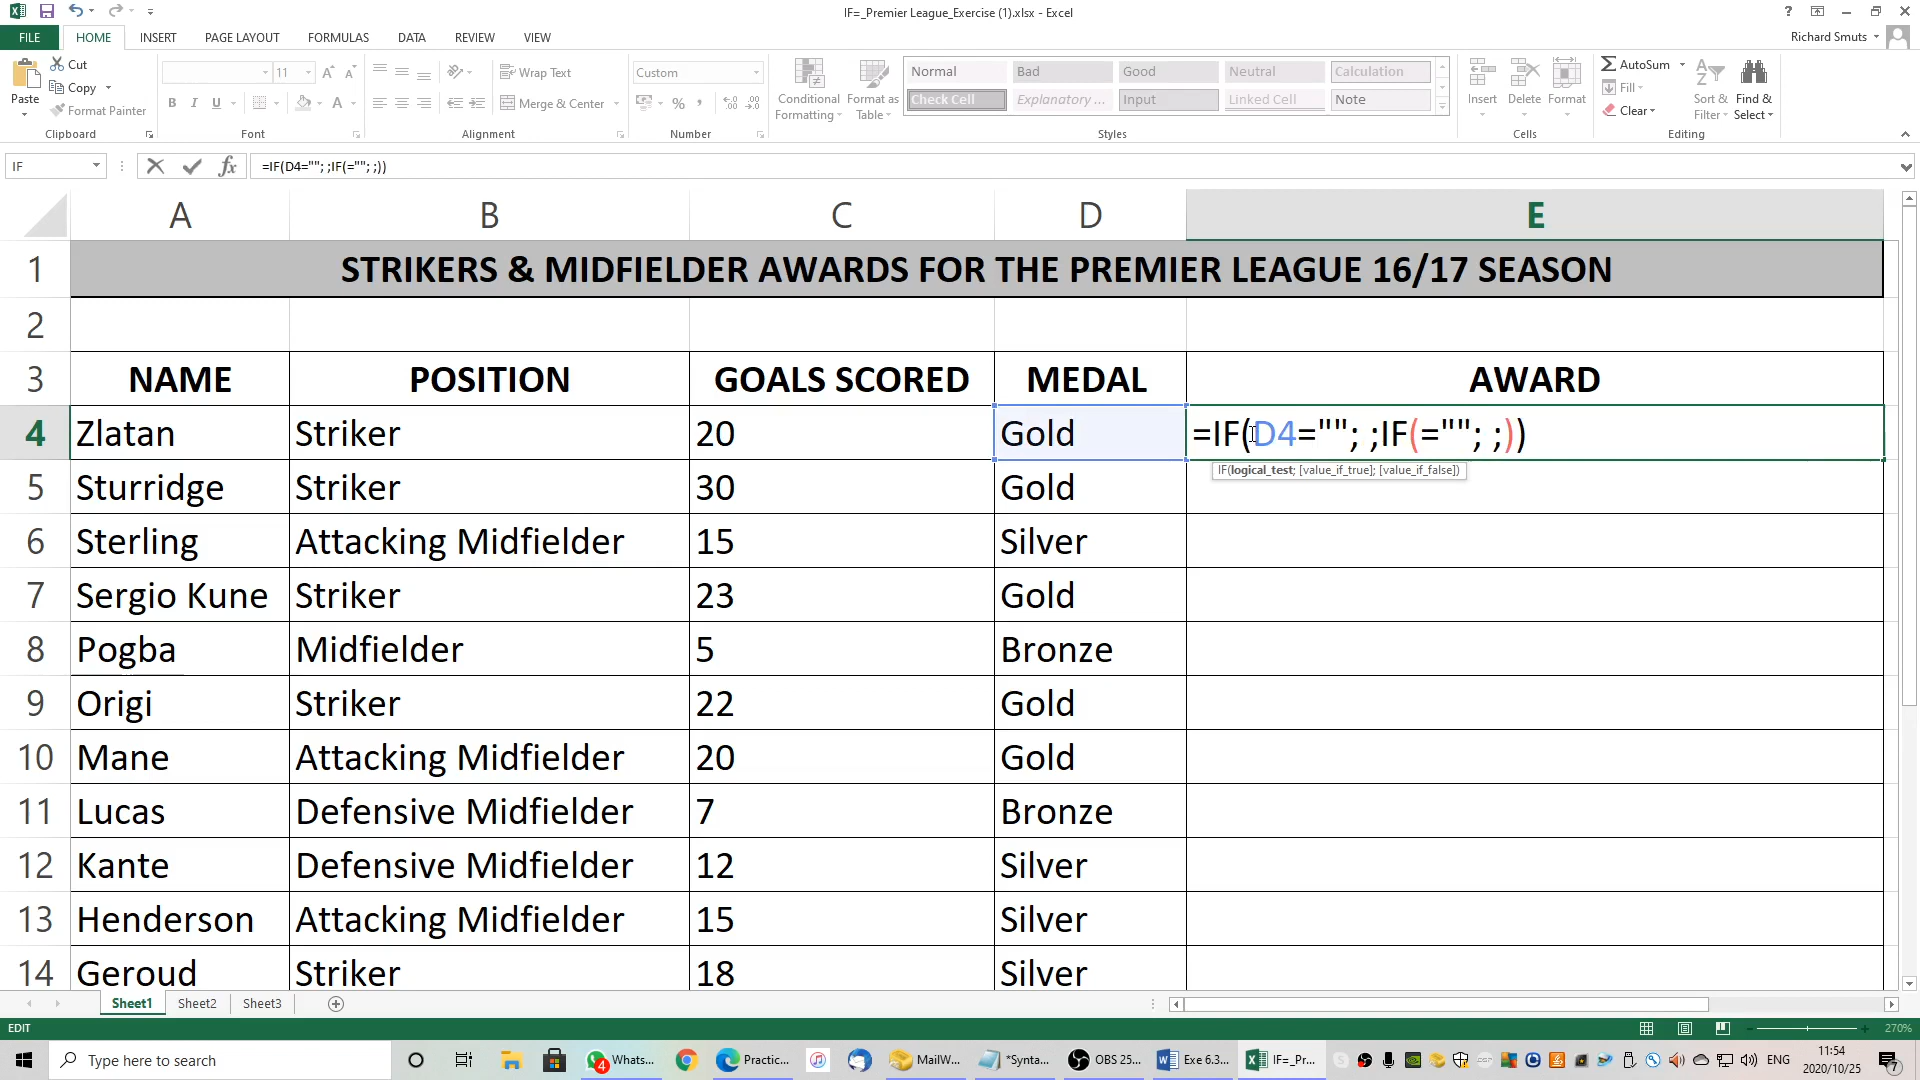 IF=_Premier League_Exercise (1).xlsx - Excel
FILE HOME INSERT PAGE LAYOUT FORMULAS DATA REVIEW VIEW
Richard Smuts
Paste
Cut
Copy
Format Painter
Clipboard
11
Font
Wrap Text
Merge & Center
Alignment
Custom
Number
Conditional Formatting
Format as Table
Normal Bad Good Neutral Calculation
Check Cell Explanatory ... Input Linked Cell Note
Styles
Insert Delete Format
Cells
AutoSum
Fill
Clear
Sort & Filter
Find & Select
Editing
IF
=IF(D4=""; ;IF(=""; ;))
A B C D E
1 STRIKERS & MIDFIELDER AWARDS FOR THE PREMIER LEAGUE 16/17 SEASON
2
3 NAME POSITION GOALS SCORED MEDAL AWARD
4 Zlatan Striker 20 Gold =IF(D4=""; ;IF(=""; ;))
IF(logical_test; [value_if_true]; [value_if_false])
5 Sturridge Striker 30 Gold
6 Sterling Attacking Midfielder 15 Silver
7 Sergio Kune Striker 23 Gold
8 Pogba Midfielder 5 Bronze
9 Origi Striker 22 Gold
10 Mane Attacking Midfielder 20 Gold
11 Lucas Defensive Midfielder 7 Bronze
12 Kante Defensive Midfielder 12 Silver
13 Henderson Attacking Midfielder 15 Silver
14 Geroud Striker 18 Silver
Sheet1 Sheet2 Sheet3
EDIT
270%
Type here to search
4
Whats...
Practic...
MailW...
*Synta...
OBS 25...
Exe 6.3...
IF=_Pr...
ENG
11:54
2020/10/25
7